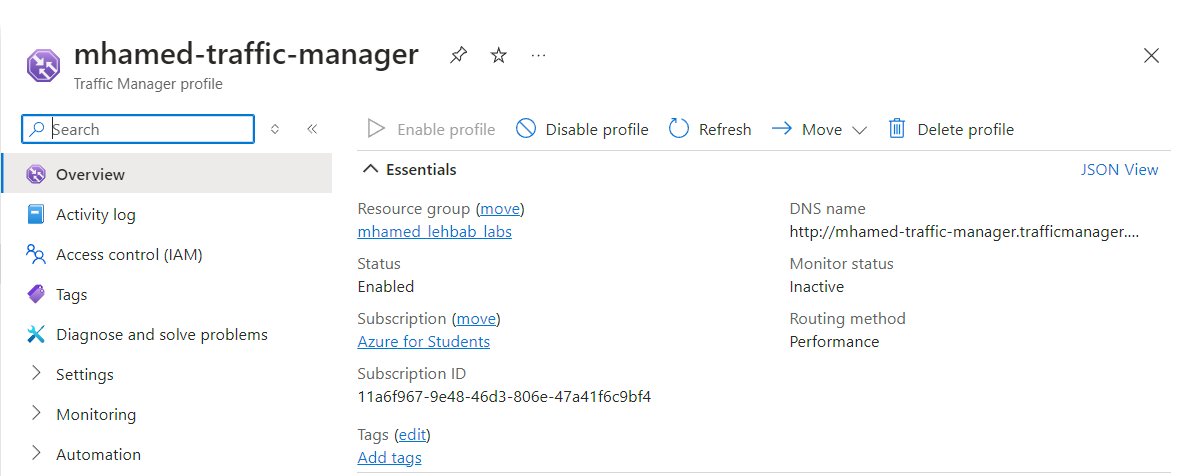 mhamed-traffic-manager
Traffic Manager profile
Search
Overview
Activity log
Access control (IAM)
Tags
Diagnose and solve problems
Settings
Monitoring
Automation
Enable profile
Disable profile
Refresh
Move
Delete profile
Essentials
JSON View
Resource group (move)
mhamed_lehbab_labs
Status
Enabled
Subscription (move)
Azure for Students
Subscription ID
11a6f967-9e48-46d3-806e-47a41f6c9bf4
Tags (edit)
Add tags
DNS name
http://mhamed-traffic-manager.trafficmanager....
Monitor status
Inactive
Routing method
Performance